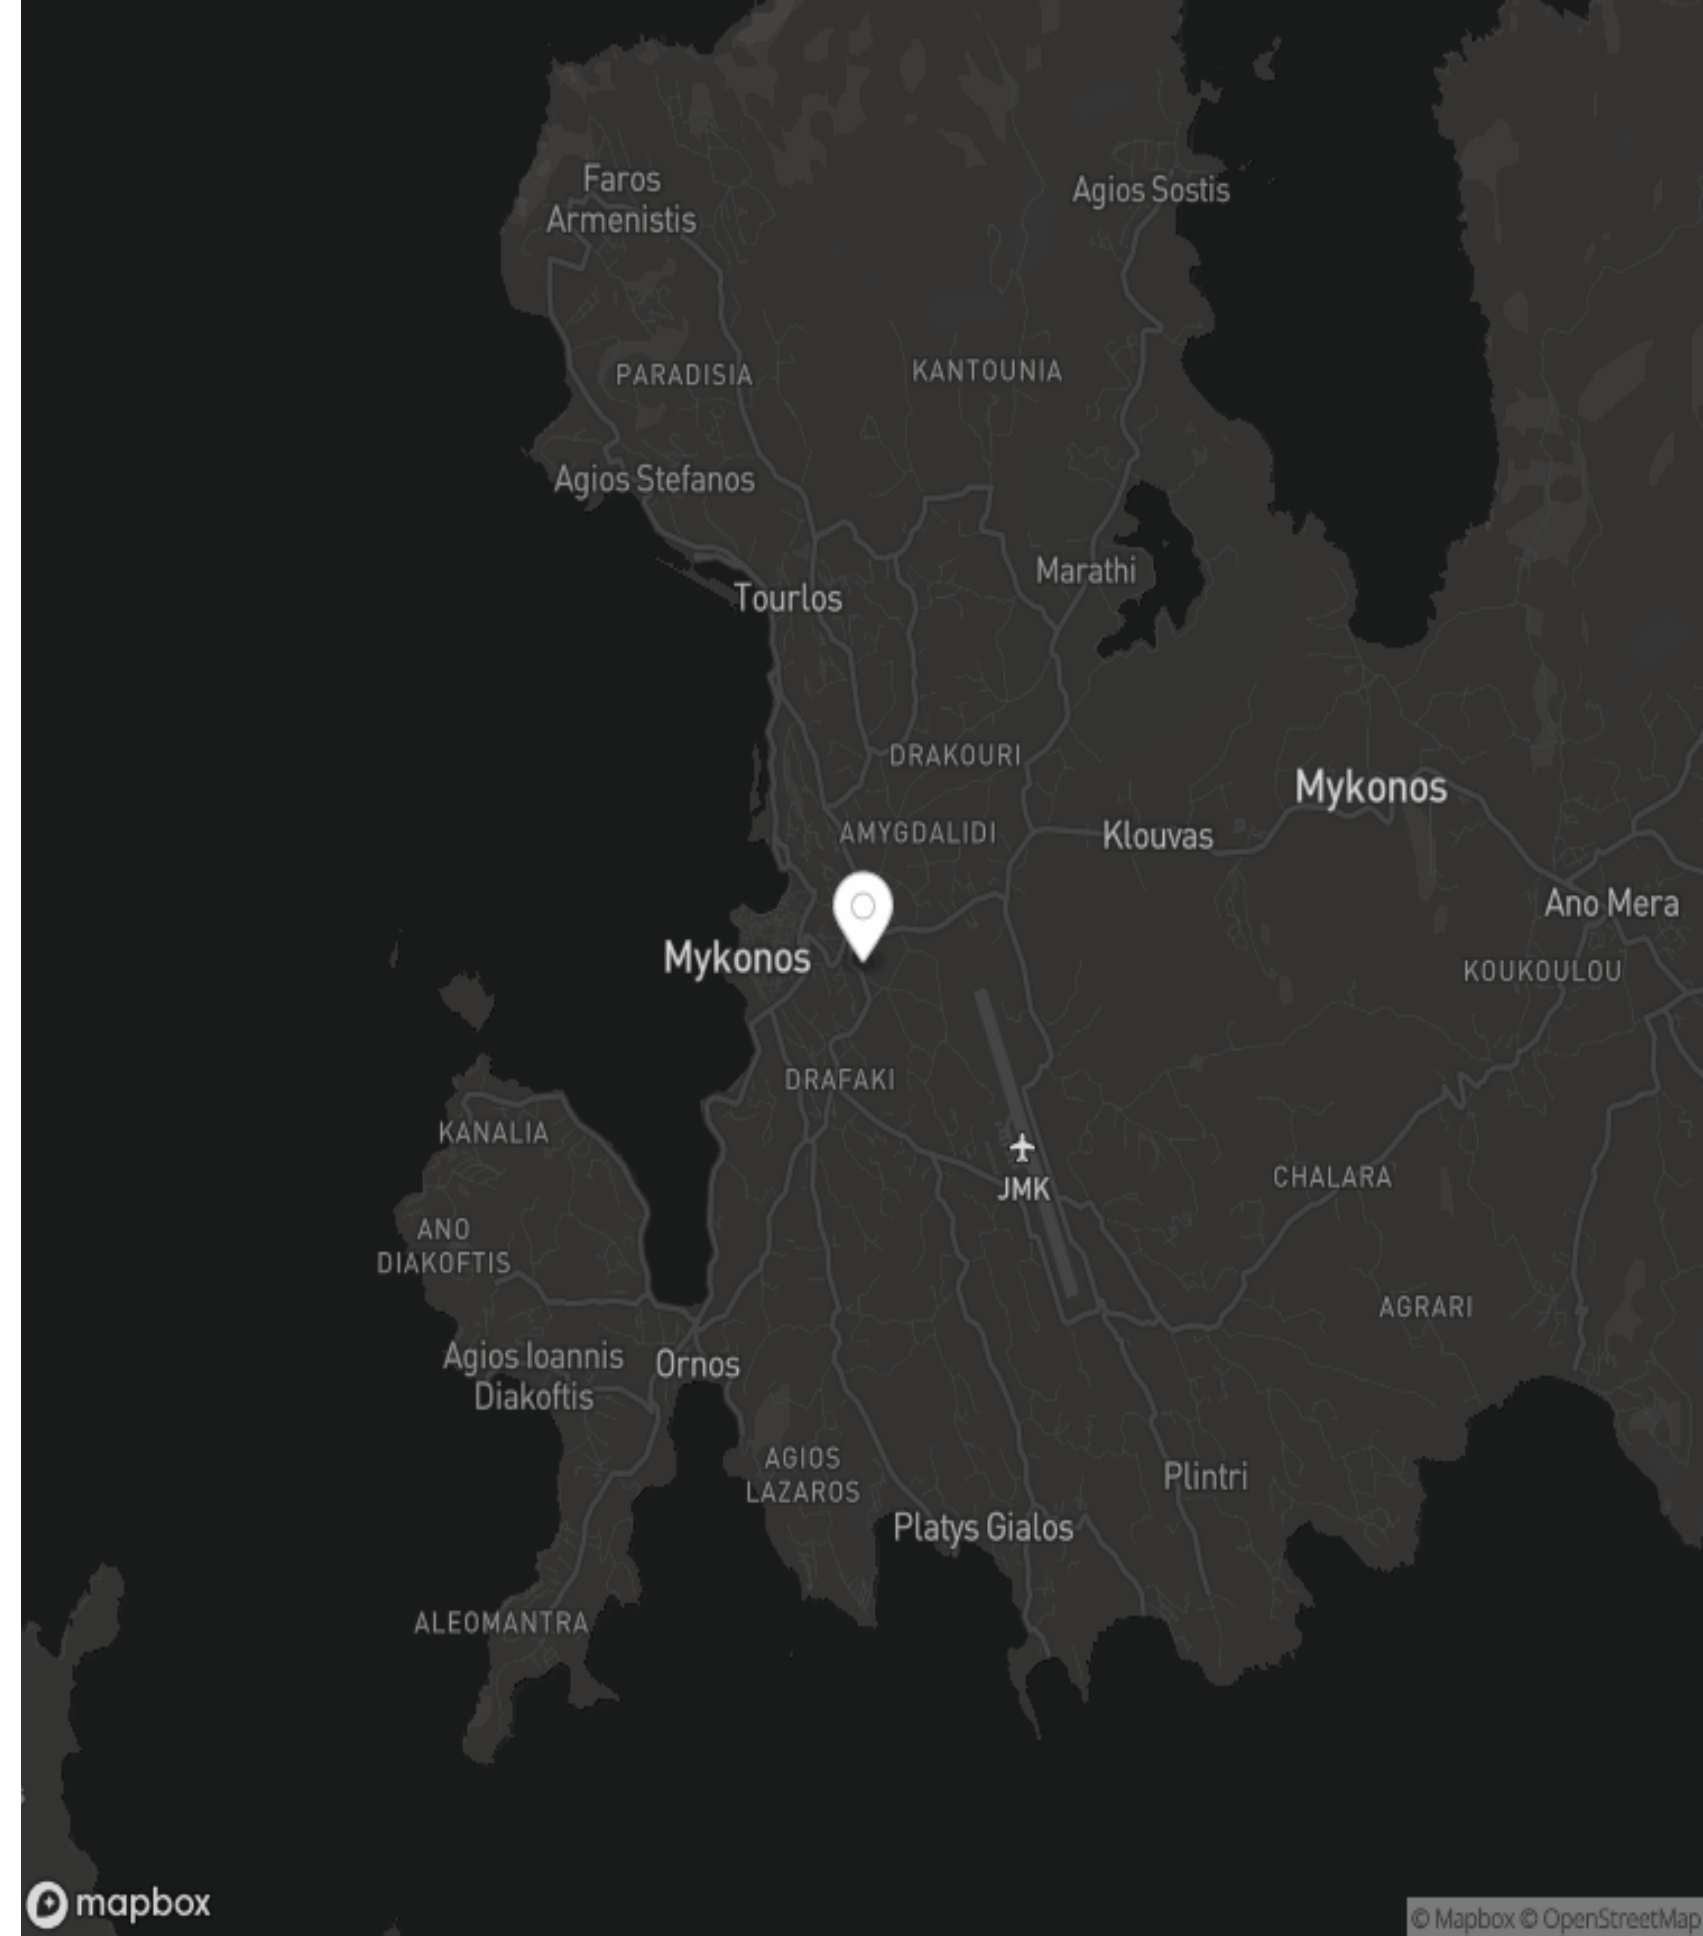 Faros
Armenistis
Agios Sostis
PARADISIA
KANTOUNIA
Agios Stefanos
Marathi
Tourlos
DRAKOURI
Mykonos
AMYGDALIDI
Klouvas
Ano Mera
Mykonos
KOUKOULOU
DRAFAKI
KANALIA
JMK
CHALARA
ANO
DIAKOFTIS
AGRARI
Agios Ioannis
Diakoftis
Ornos
AGIOS
LAZAROS
Plintri
Platys Gialos
ALEOMANTRA
mapbox
© Mapbox © OpenStreetMap